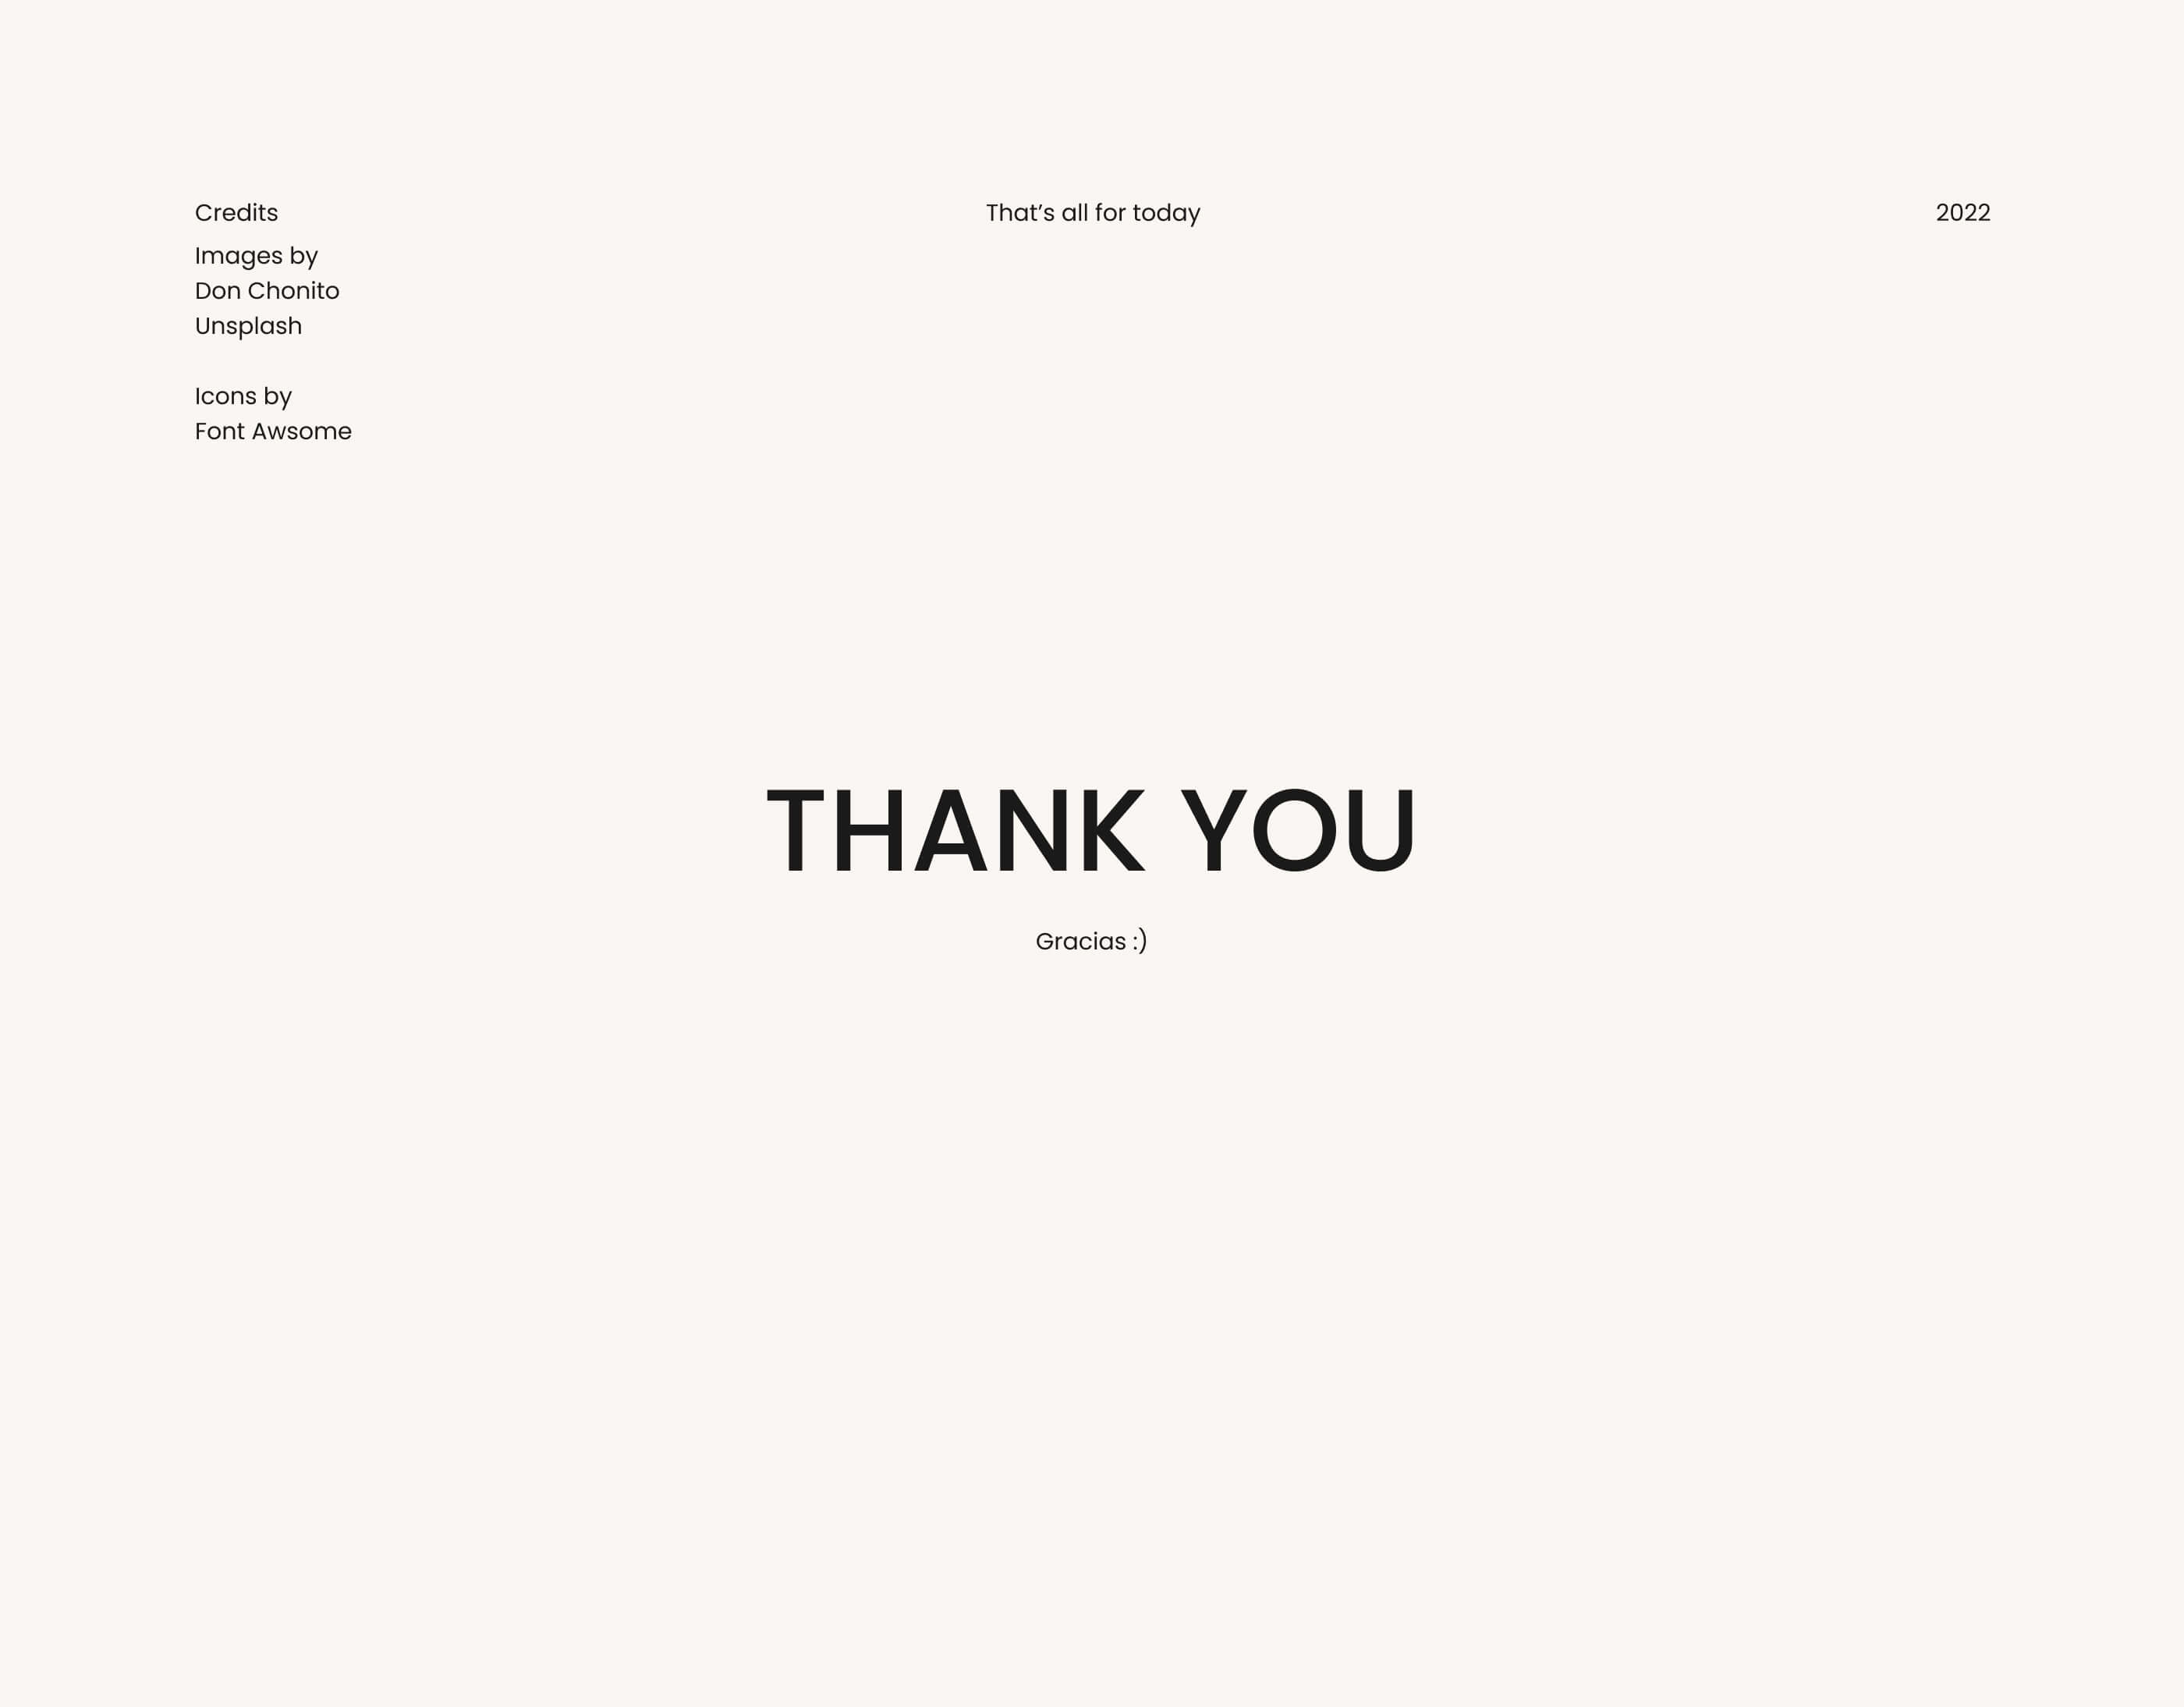 Credits
That’s all for today
2022
Images by
Don Chonito
Unsplash
Icons by
Font Awsome
THANK YOU
Gracias :)